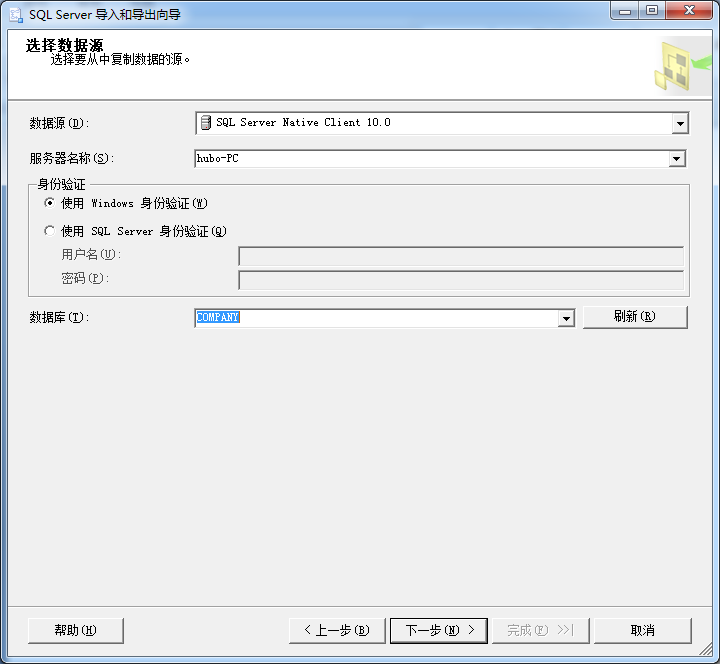 SQL Server 导入和导出向导
选择数据源
选择要从中复制数据的源。
数据源(D):
SQL Server Native Client 10.0
服务器名称(S):
hubo-PC
身份验证
使用 Windows 身份验证(W)
使用 SQL Server 身份验证(Q)
用户名(U):
密码(P):
数据库(T):
COMPANY
刷新(R)
帮助(H)
< 上一步(B)
下一步(N) >
完成(F) >>|
取消